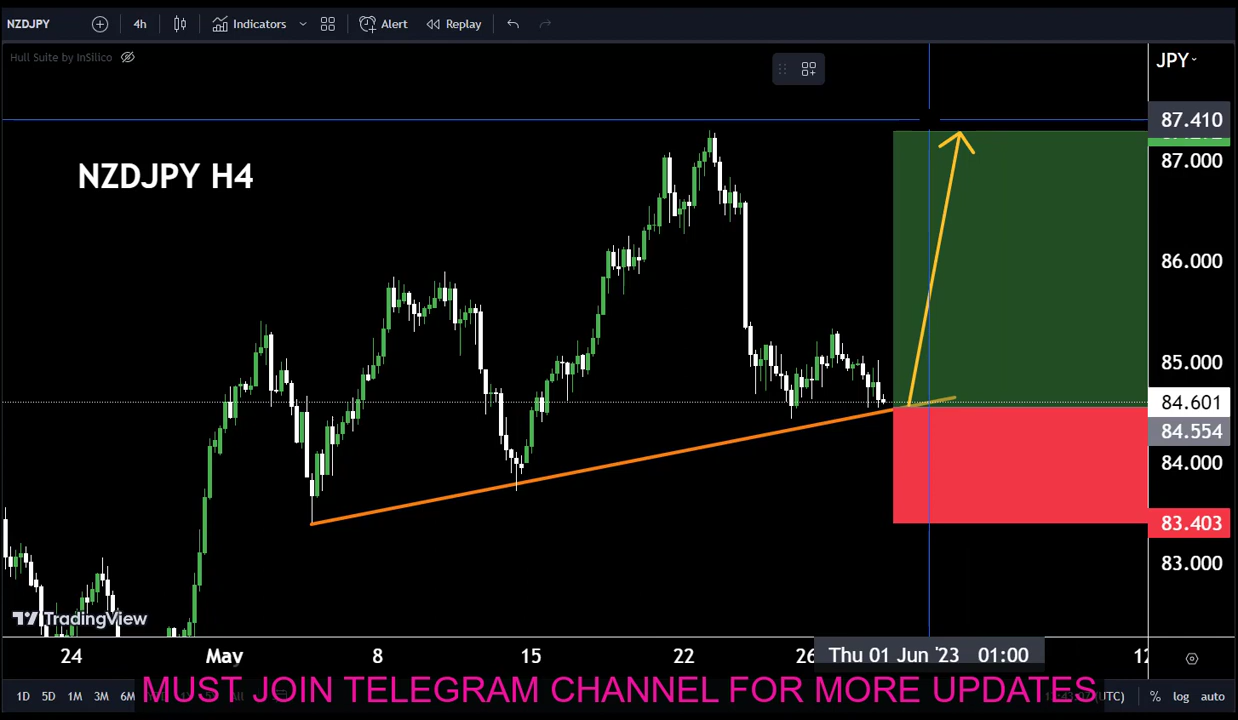 NZDJPY 4h Indicators Alert Replay
Hull Suite by InSilico
JPY
87.410
87.000
NZDJPY H4
86.000
85.000
84.601
84.554
84.000
83.403
83.000
TradingView
24 May 8 15 22 26 Thu 01 Jun '23 01:00 12
1D 5D 1M 3M 6M (UTC) % log auto
MUST JOIN TELEGRAM CHANNEL FOR MORE UPDATES